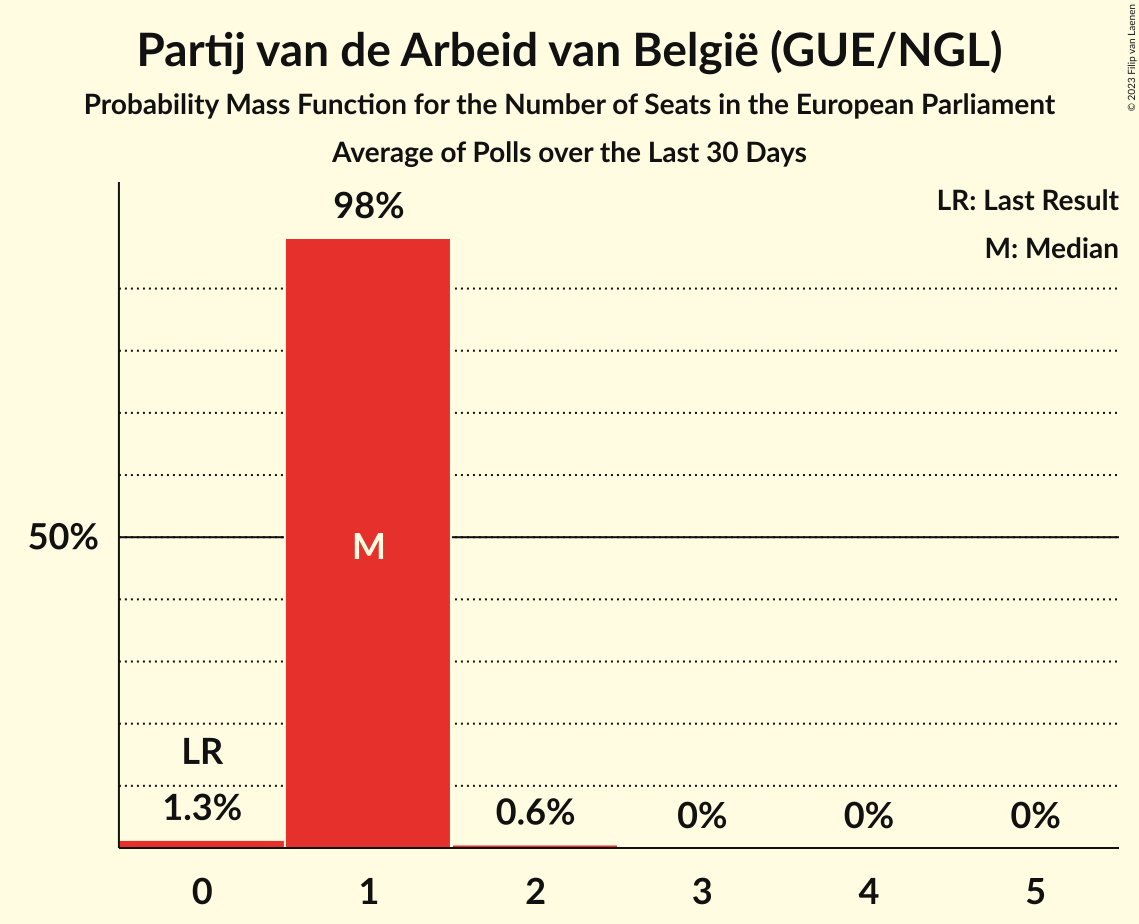 Partij van de Arbeid van België (GUE/NGL)
Probability Mass Function for the Number of Seats in the European Parliament
Average of Polls over the Last 30 Days
© 2023 Filip van Laenen
LR: Last Result
M: Median
98%
50%
M
LR
1.3%
0.6%
0%
0%
0%
0
1
2
3
4
5